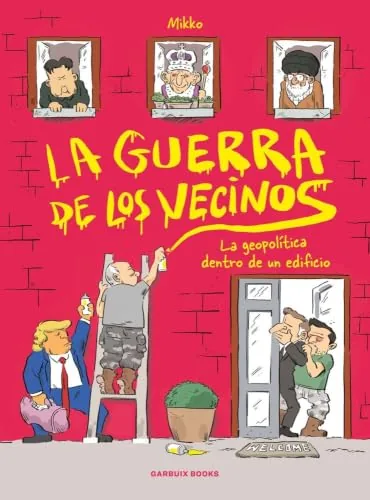 Mikko
LA GUERRA
DE LOS VECINOS
La geopolítica
dentro de un edificio
WELCOME
GARBUIX BOOKS